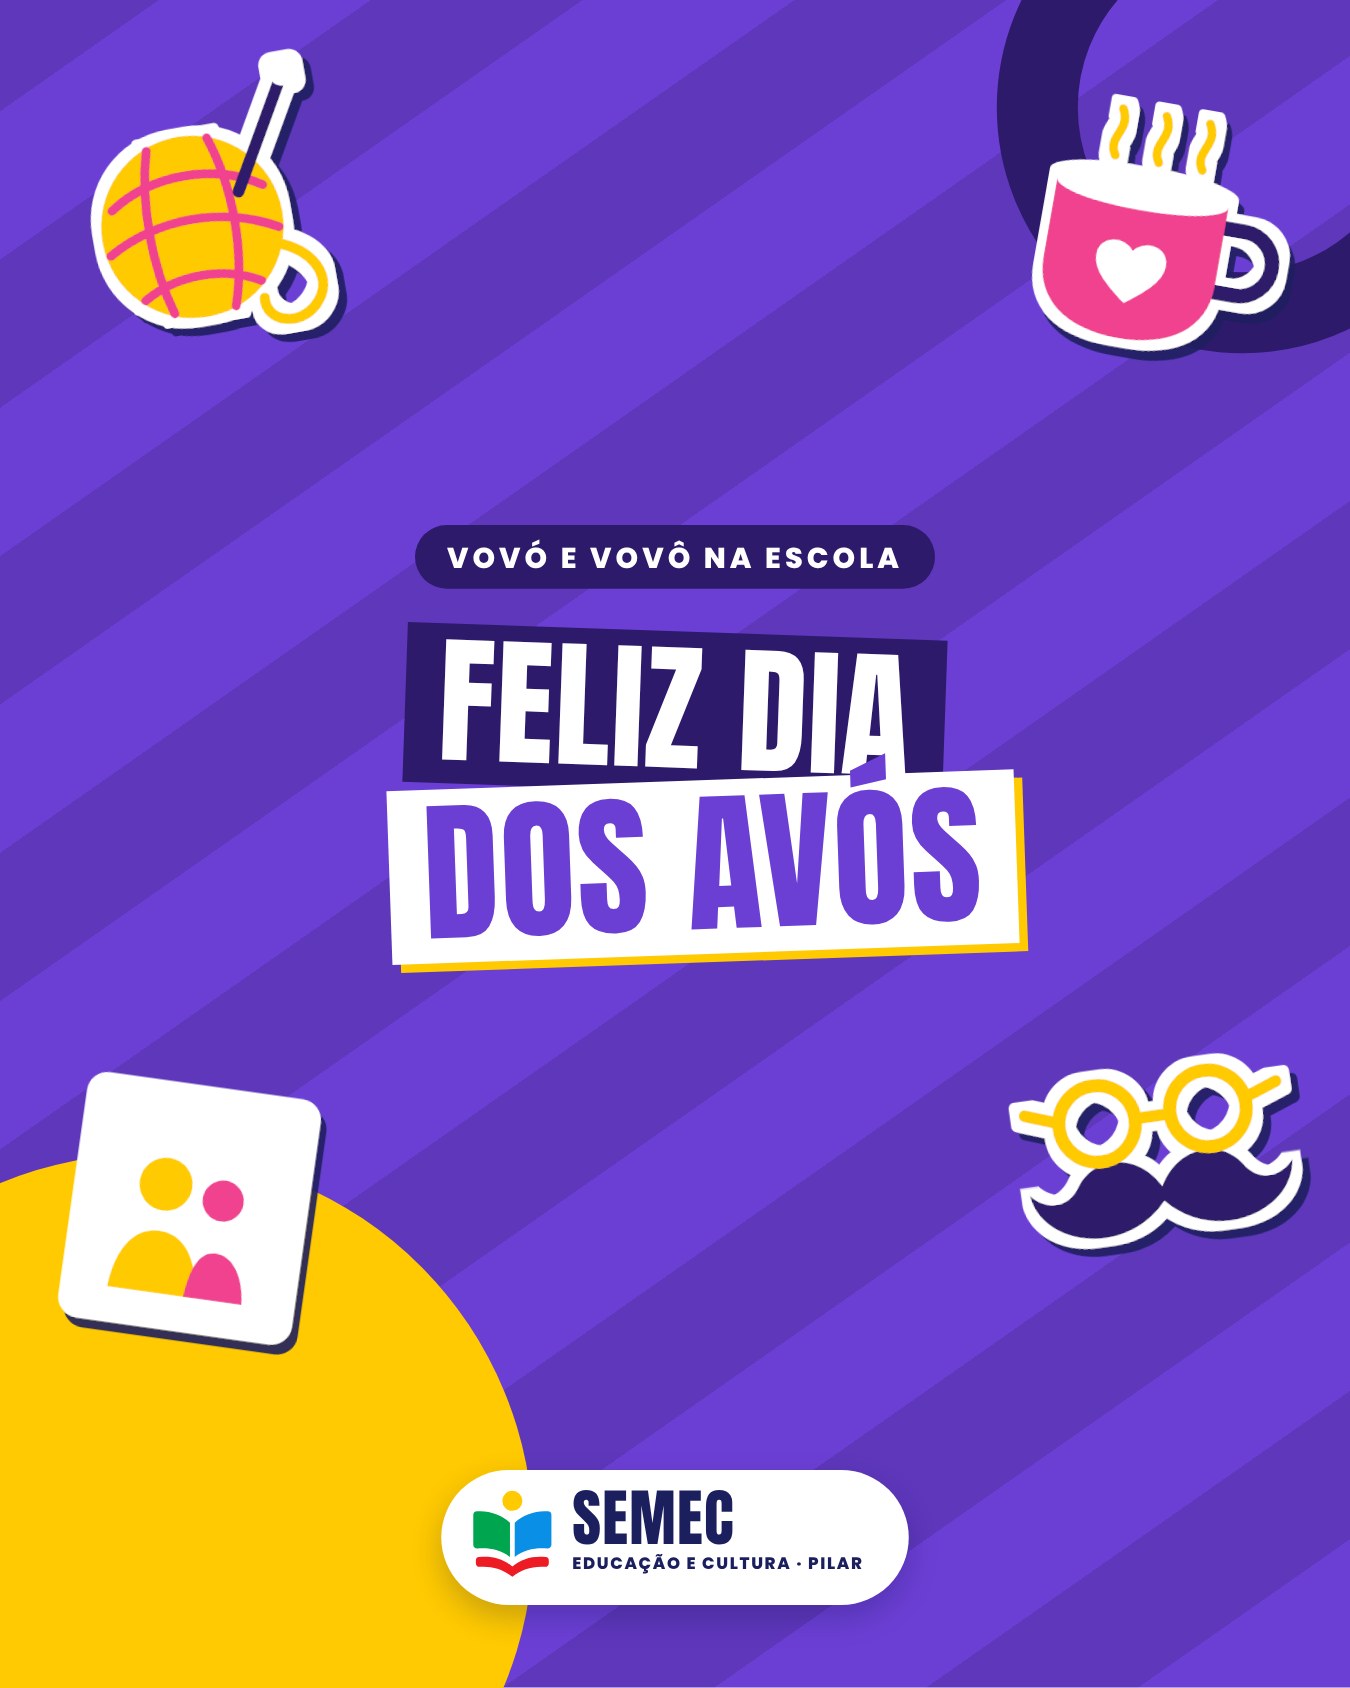 VOVÓ E VOVÔ NA ESCOLA
FELIZ DIA
DOS AVÓS
SEMEC
EDUCAÇÃO E CULTURA · PILAR